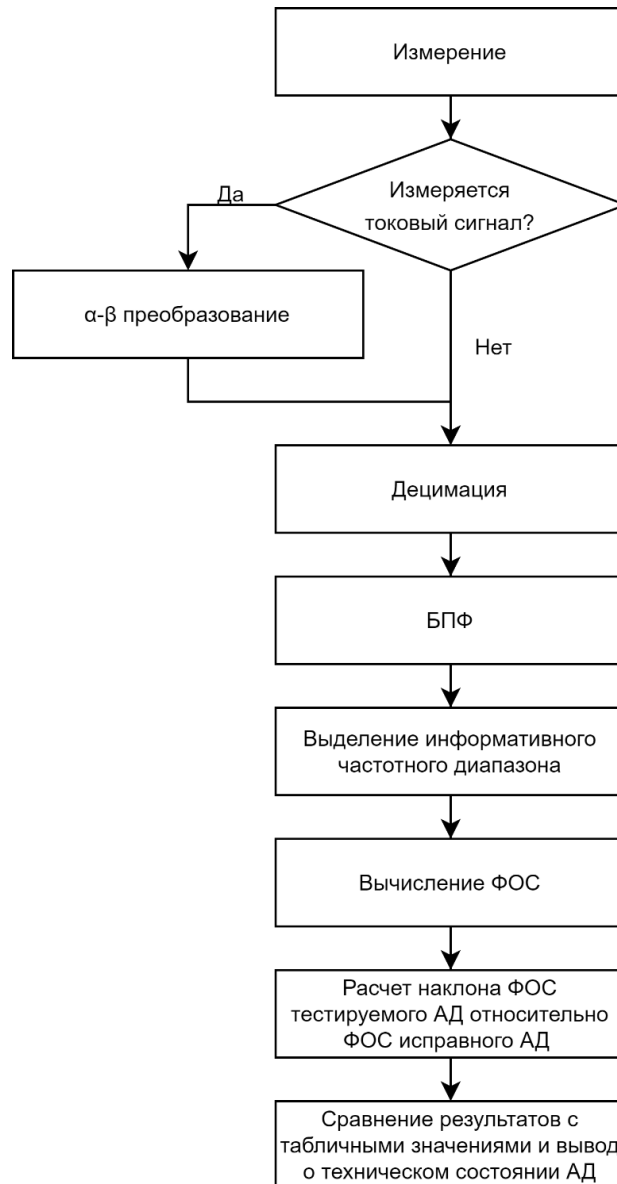 Измерение
Измеряется
токовый сигнал?
Да
α-β преобразование
Нет
Децимация
БПФ
Выделение информативного
частотного диапазона
Вычисление ФОС
Расчет наклона ФОС
тестируемого АД относительно
ФОС исправного АД
Сравнение результатов с
табличными значениями и вывод
о техническом состоянии АД